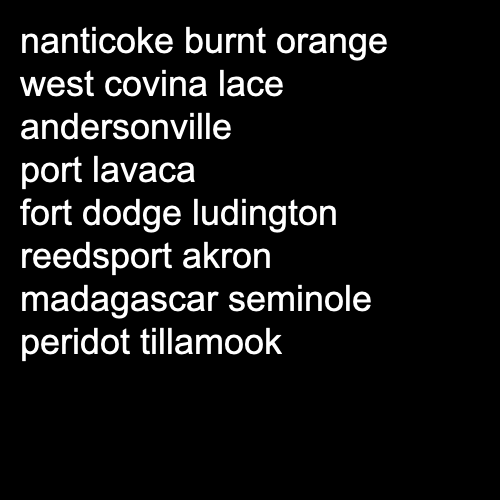 nanticoke burnt orange
west covina lace
andersonville
port lavaca
fort dodge ludington
reedsport akron
madagascar seminole
peridot tillamook